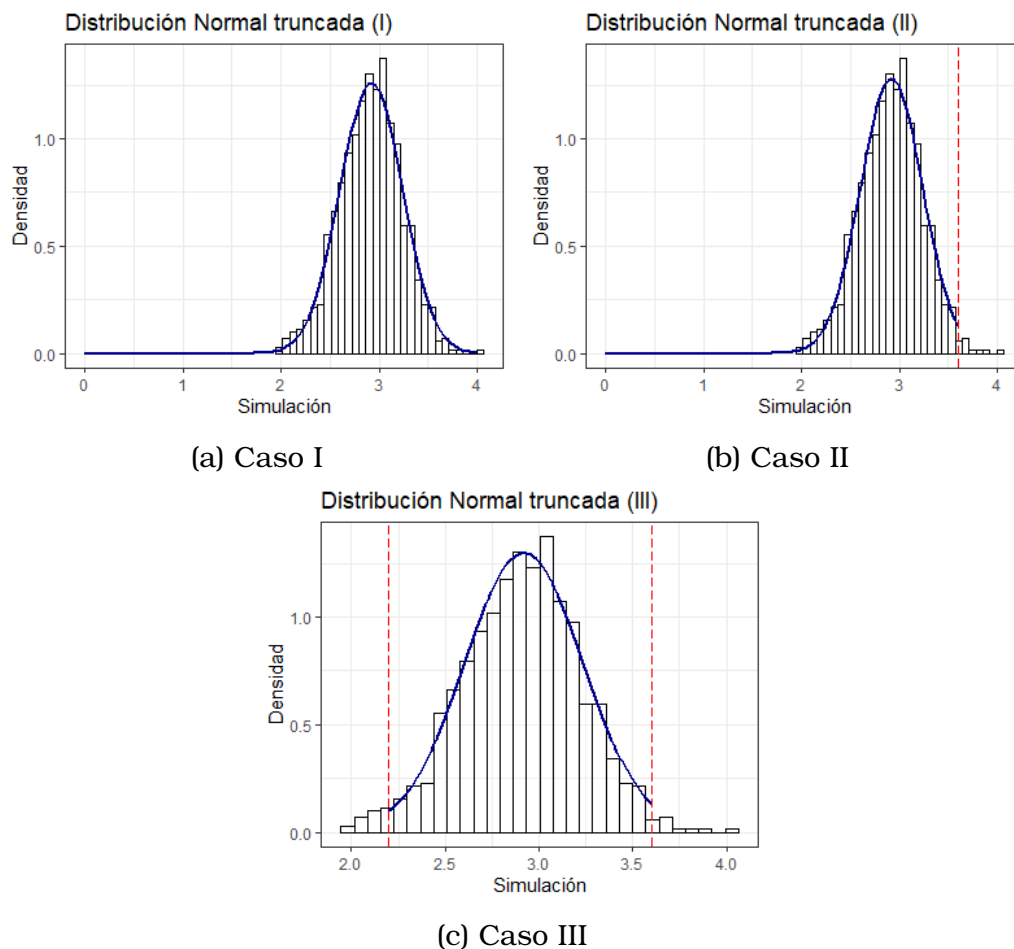 Distribución Normal truncada (I)
Densidad
1.0
0.5
0.0
0 1 2 3 4
Simulación
(a) Caso I
Distribución Normal truncada (II)
Densidad
1.0
0.5
0.0
0 1 2 3 4
Simulación
(b) Caso II
Distribución Normal truncada (III)
Densidad
1.0
0.5
0.0
2.0 2.5 3.0 3.5 4.0
Simulación
(c) Caso III